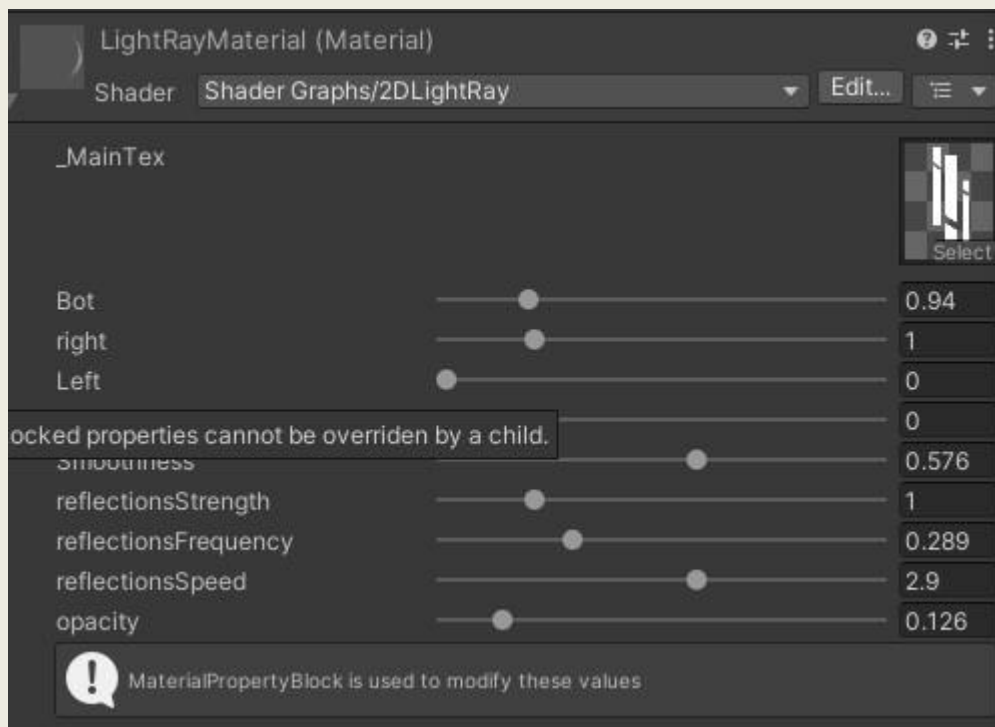 LightRayMaterial (Material)
Shader Shader Graphs/2DLightRay Edit...
_MainTex
Select
Bot 0.94
right 1
Left 0
ocked properties cannot be overriden by a child. 0
Smoothness 0.576
reflectionsStrength 1
reflectionsFrequency 0.289
reflectionsSpeed 2.9
opacity 0.126
MaterialPropertyBlock is used to modify these values